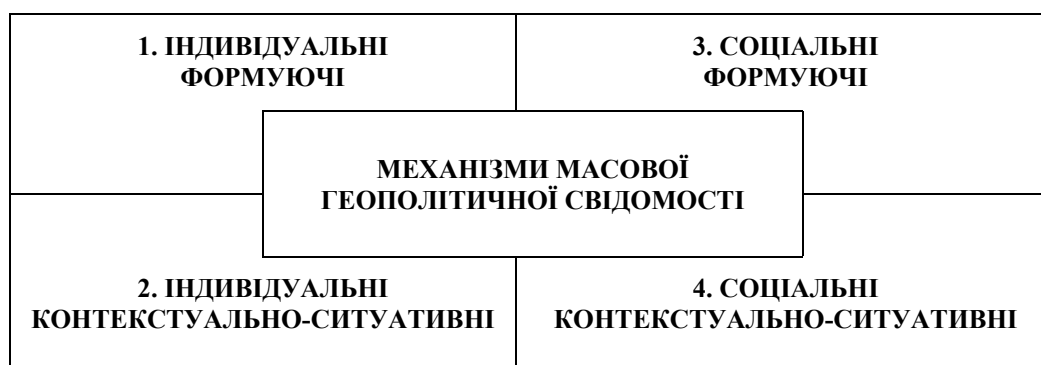 1. ІНДИВІДУАЛЬНІ
ФОРМУЮЧІ
3. СОЦІАЛЬНІ
ФОРМУЮЧІ
МЕХАНІЗМИ МАСОВОЇ
ГЕОПОЛІТИЧНОЇ СВІДОМОСТІ
2. ІНДИВІДУАЛЬНІ
КОНТЕКСТУАЛЬНО-СИТУАТИВНІ
4. СОЦІАЛЬНІ
КОНТЕКСТУАЛЬНО-СИТУАТИВНІ